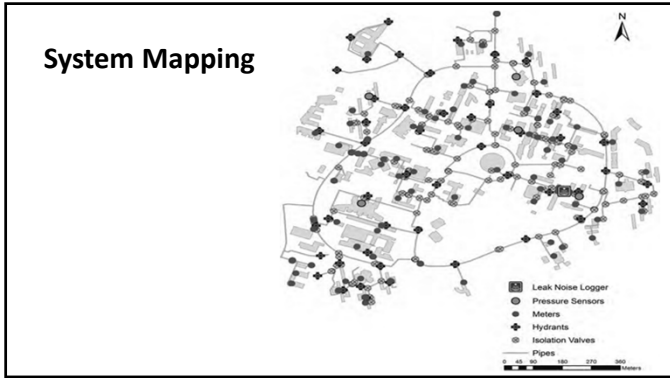 System Mapping
N
Leak Noise Logger
Pressure Sensors
Meters
Hydrants
Isolation Valves
Pipes
0 45 90 180 270 360
Meters